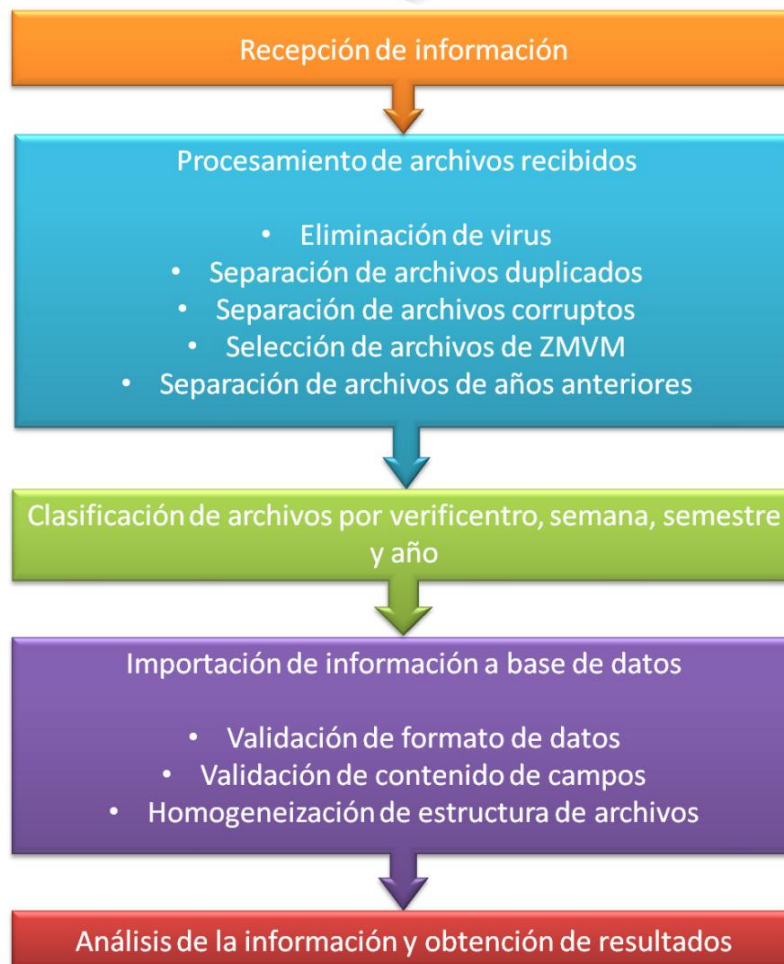 Recepción de información
Procesamiento de archivos recibidos
• Eliminación de virus
• Separación de archivos duplicados
• Separación de archivos corruptos
• Selección de archivos de ZMVM
• Separación de archivos de años anteriores
Clasificación de archivos por verificentro, semana, semestre
y año
Importación de información a base de datos
• Validación de formato de datos
• Validación de contenido de campos
• Homogeneización de estructura de archivos
Análisis de la información y obtención de resultados